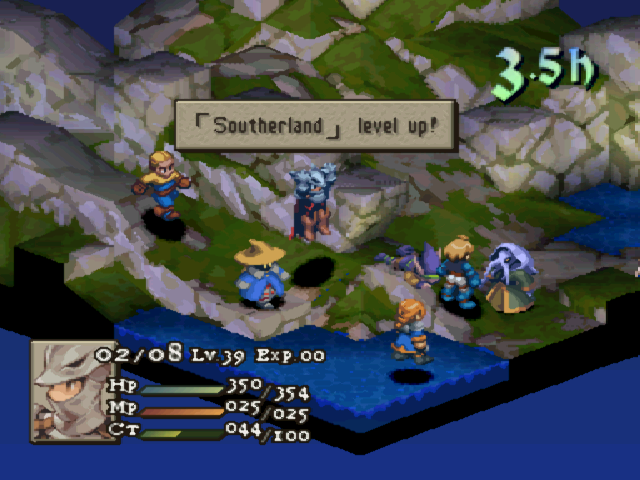 3.5h
「Southerland」 level up!
02/08 Lv.39 Exp.00
Hp 350/354
Mp 025/025
CT 044/100